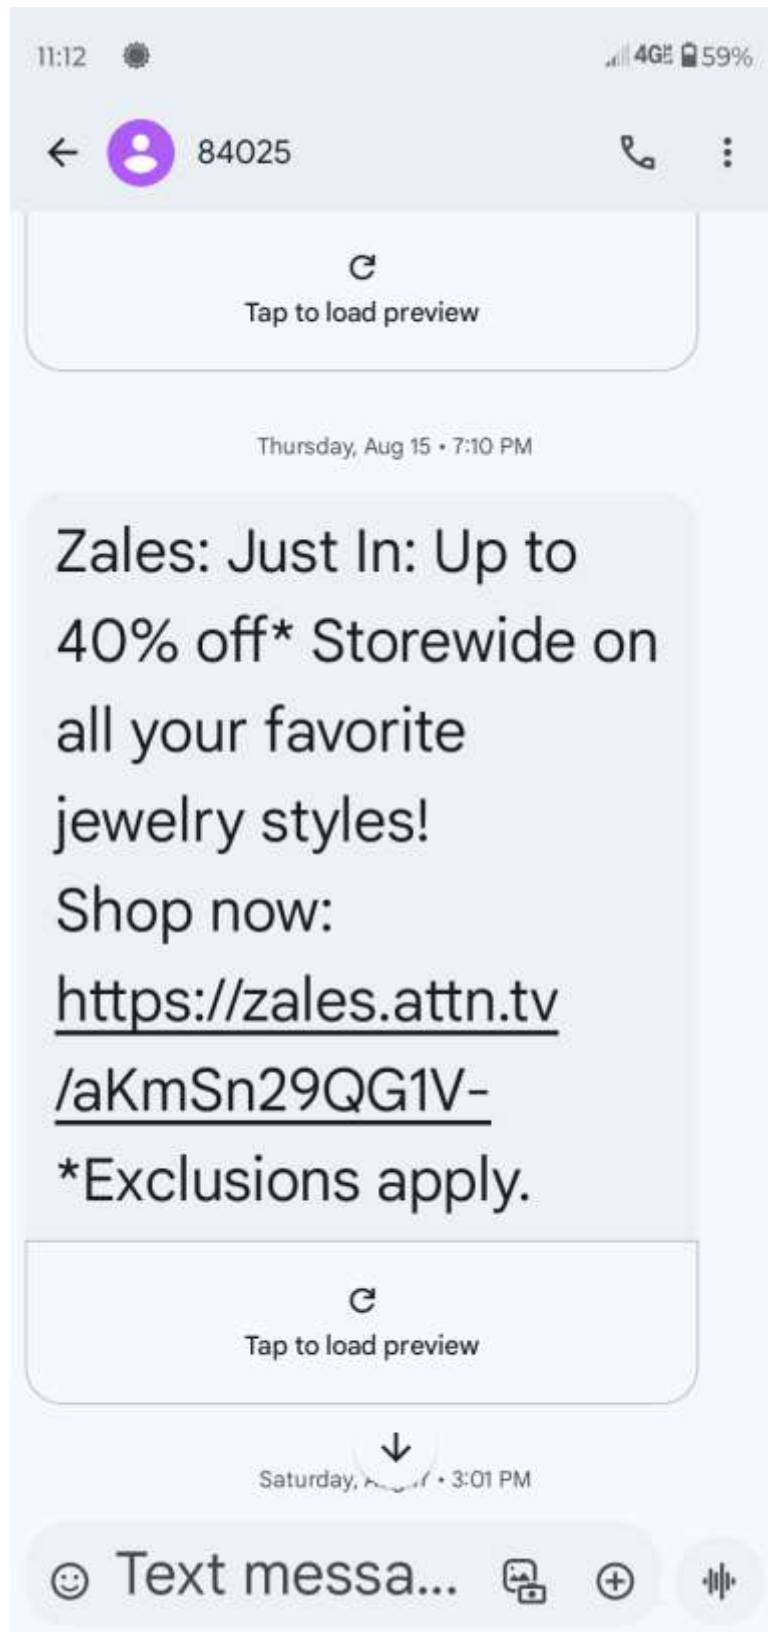 11:12 4G 59%
84025
Tap to load preview
Thursday, Aug 15 • 7:10 PM
Zales: Just In: Up to
40% off* Storewide on
all your favorite
jewelry styles!
Shop now:
https://zales.attn.tv
/aKmSn29QG1V-
*Exclusions apply.
Tap to load preview
Saturday, • 3:01 PM
Text messa...